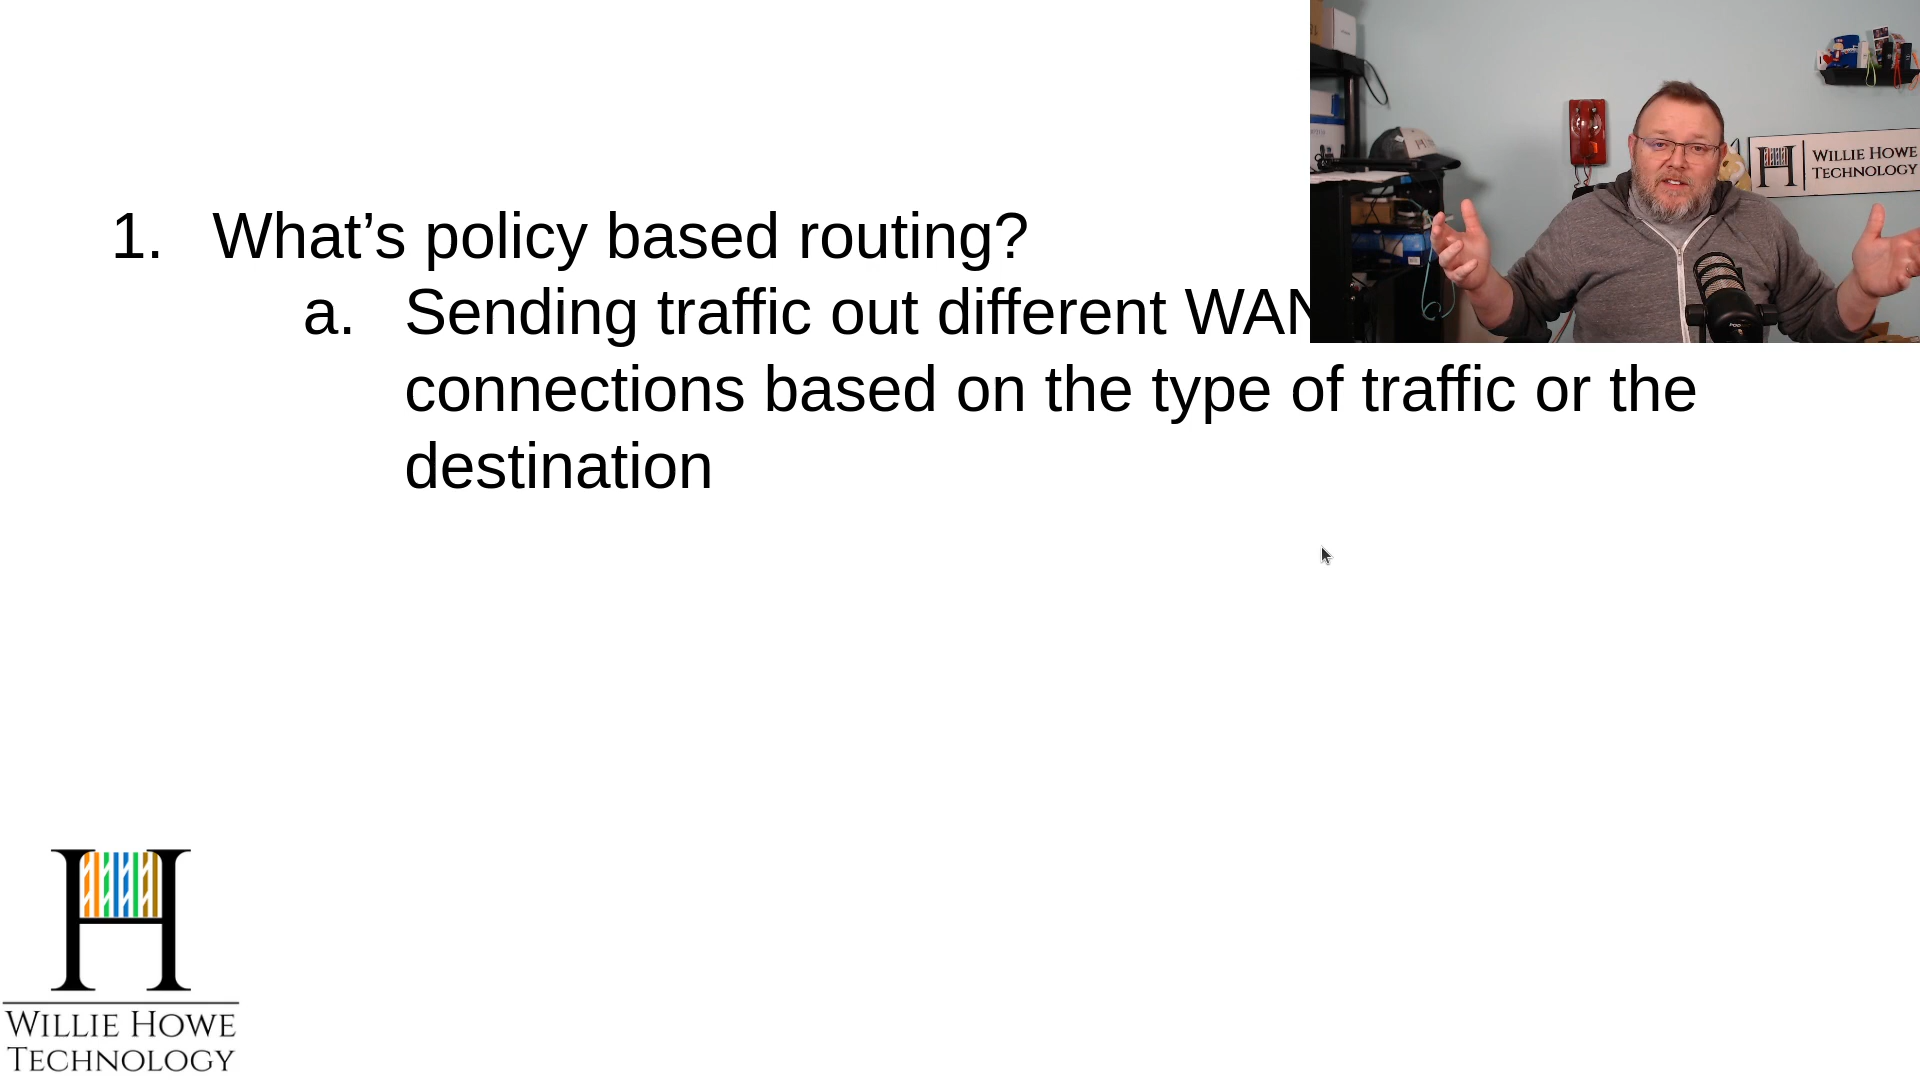 1. What’s policy based routing?
a. Sending traffic out different WAN
connections based on the type of traffic or the
destination
WILLIE HOWE
TECHNOLOGY
WILLIE HOWE
TECHNOLOGY